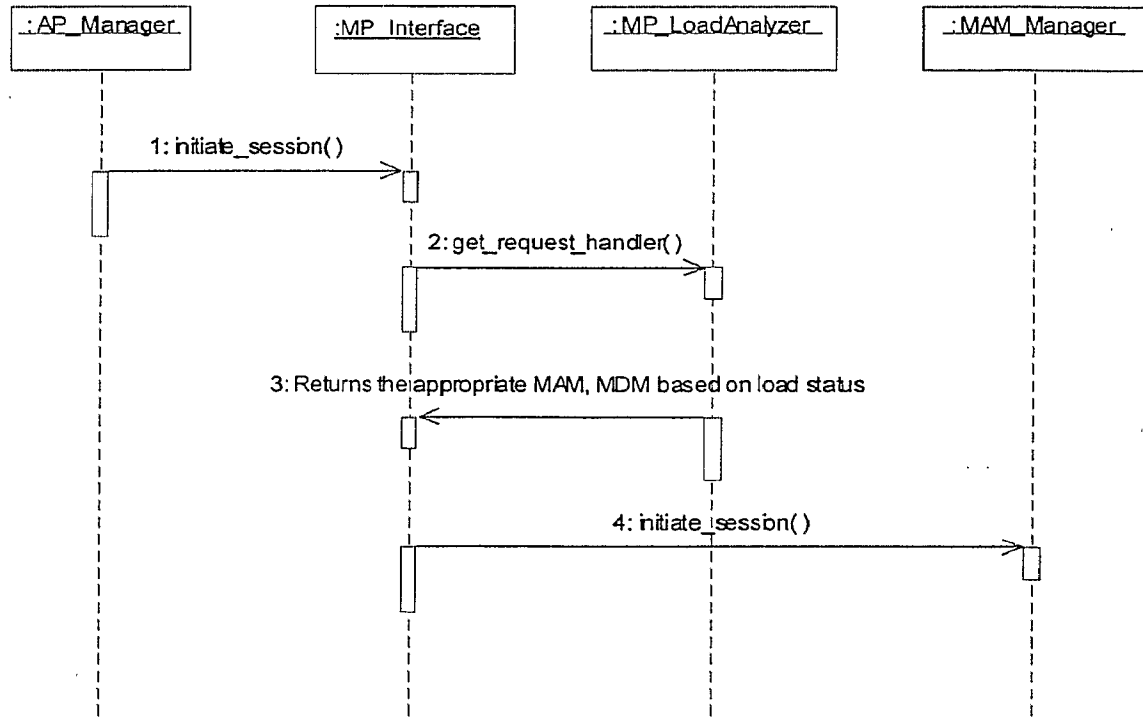 :AP_Manager
:MP_Interface
:MP_LoadAnalyzer
:MAM_Manager
1: initiate_session()
2: get_request_handler()
3: Returns the appropriate MAM, MDM based on load status
4: initiate_session()